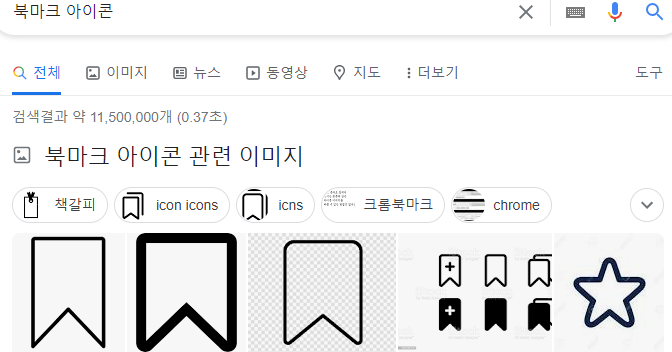 북마크 아이콘
전체 이미지 뉴스 동영상 지도 더보기 도구
검색결과 약 11,500,000개 (0.37초)
북마크 아이콘 관련 이미지
책갈피 icon icons icns 크롬북마크 chrome